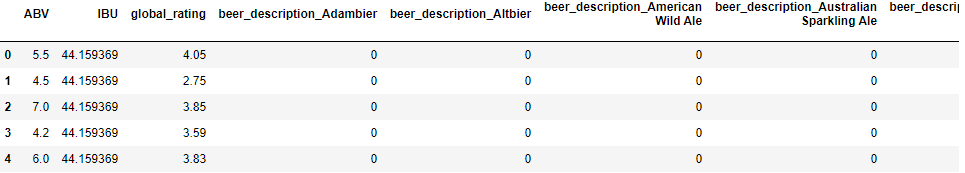 ABV IBU global_rating beer_description_Adambier beer_description_Altbier beer_description_American Wild Ale beer_description_Australian Sparkling Ale beer_descrip
0 5.5 44.159369 4.05 0 0 0 0
1 4.5 44.159369 2.75 0 0 0 0
2 7.0 44.159369 3.85 0 0 0 0
3 4.2 44.159369 3.59 0 0 0 0
4 6.0 44.159369 3.83 0 0 0 0